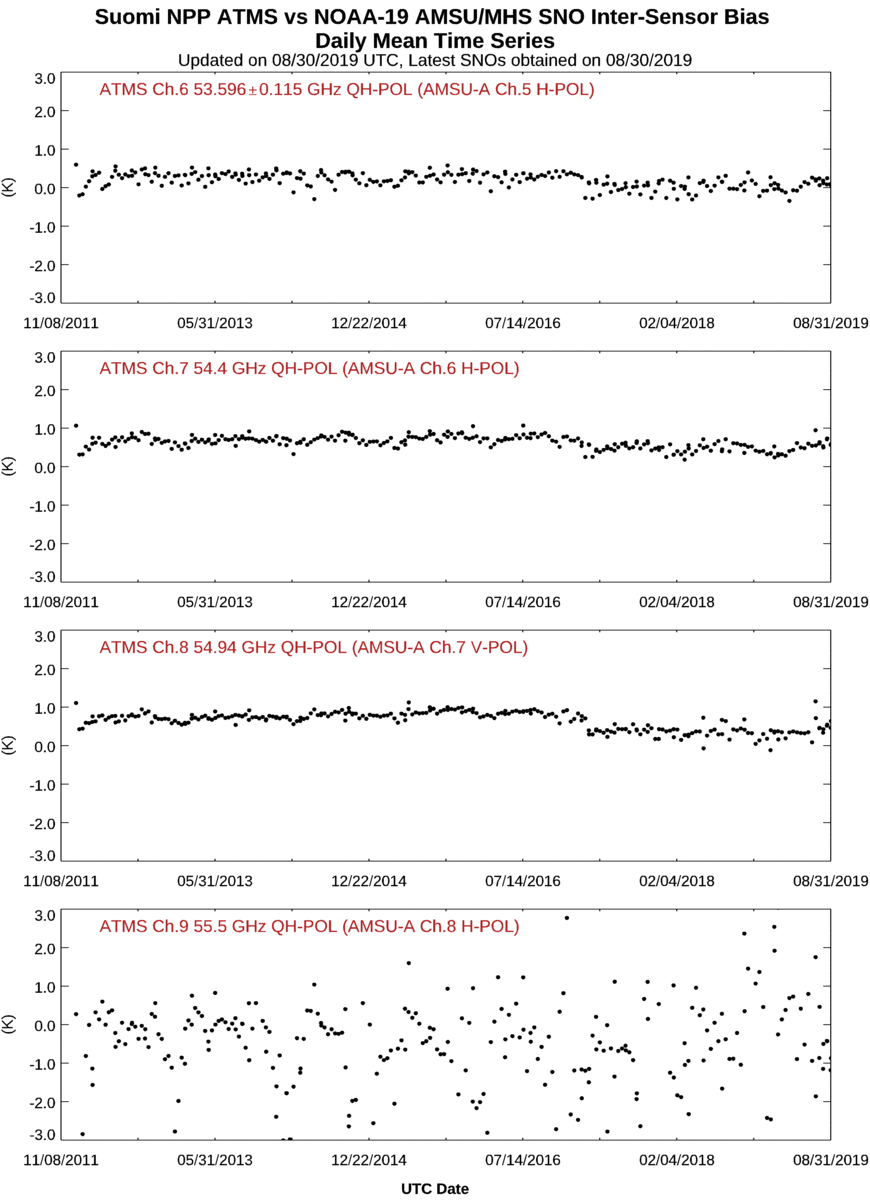 Suomi NPP ATMS vs NOAA-19 AMSU/MHS SNO Inter-Sensor Bias
Daily Mean Time Series
Updated on 08/30/2019 UTC, Latest SNOs obtained on 08/30/2019
ATMS Ch.6 53.596±0.115 GHz QH-POL (AMSU-A Ch.5 H-POL)
3.0
2.0
1.0
0.0
-1.0
-2.0
-3.0
(K)
11/08/2011 05/31/2013 12/22/2014 07/14/2016 02/04/2018 08/31/2019
ATMS Ch.7 54.4 GHz QH-POL (AMSU-A Ch.6 H-POL)
3.0
2.0
1.0
0.0
-1.0
-2.0
-3.0
(K)
11/08/2011 05/31/2013 12/22/2014 07/14/2016 02/04/2018 08/31/2019
ATMS Ch.8 54.94 GHz QH-POL (AMSU-A Ch.7 V-POL)
3.0
2.0
1.0
0.0
-1.0
-2.0
-3.0
(K)
11/08/2011 05/31/2013 12/22/2014 07/14/2016 02/04/2018 08/31/2019
ATMS Ch.9 55.5 GHz QH-POL (AMSU-A Ch.8 H-POL)
3.0
2.0
1.0
0.0
-1.0
-2.0
-3.0
(K)
11/08/2011 05/31/2013 12/22/2014 07/14/2016 02/04/2018 08/31/2019
UTC Date